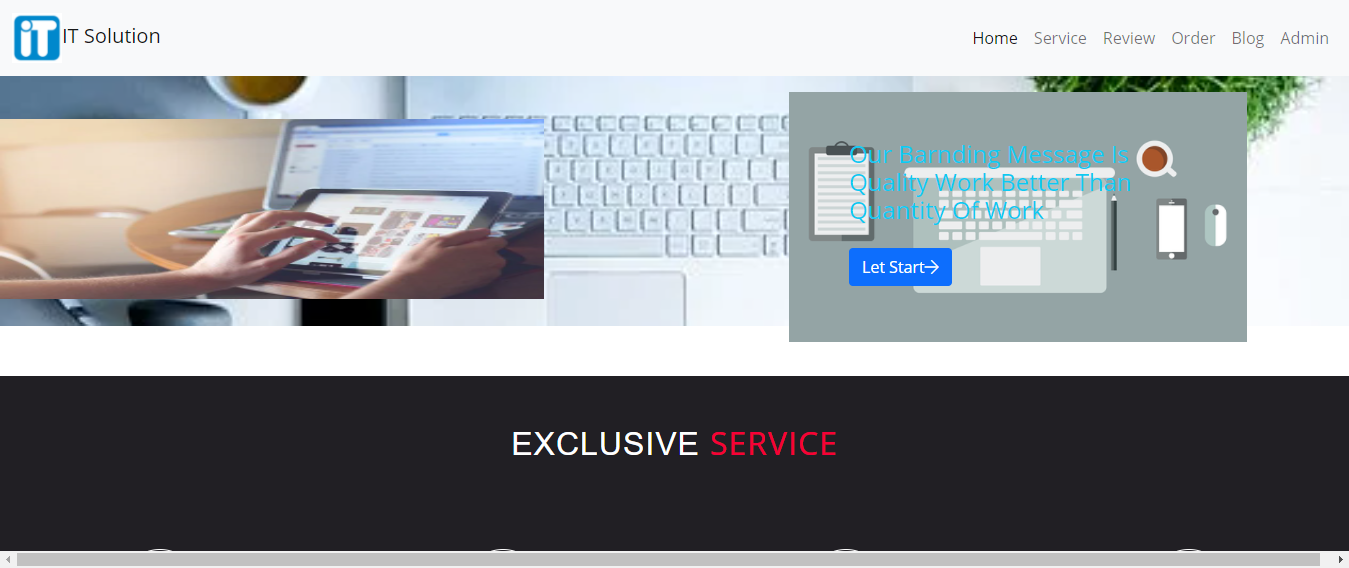 iT IT Solution
Home Service Review Order Blog Admin
Our Barnding Message Is
Quality Work Better Than
Quantity Of Work
Let Start
EXCLUSIVE SERVICE